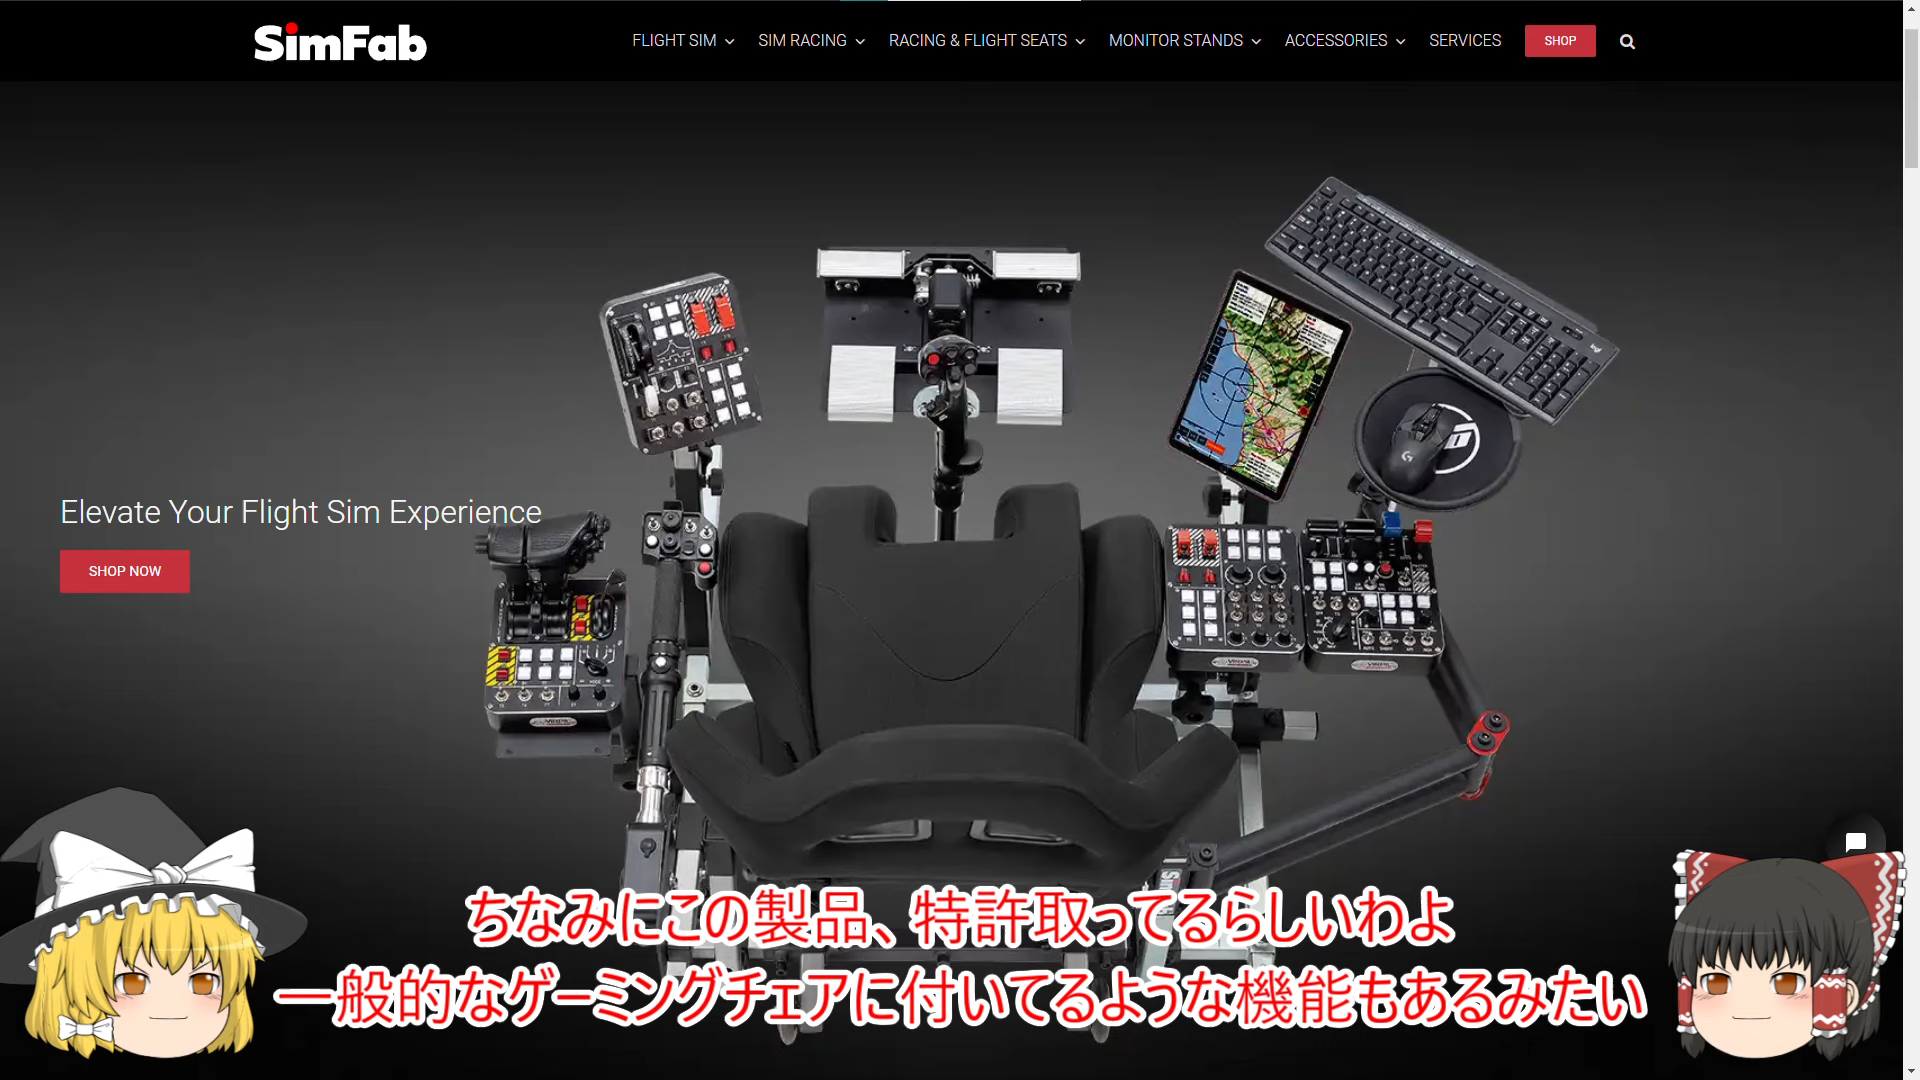 SimFab
FLIGHT SIM
SIM RACING
RACING & FLIGHT SEATS
MONITOR STANDS
ACCESSORIES
SERVICES
SHOP
Elevate Your Flight Sim Experience
SHOP NOW
ちなみにこの製品、特許取ってるらしいわよ
一般的なゲーミングチェアに付いてるような機能もあるみたい